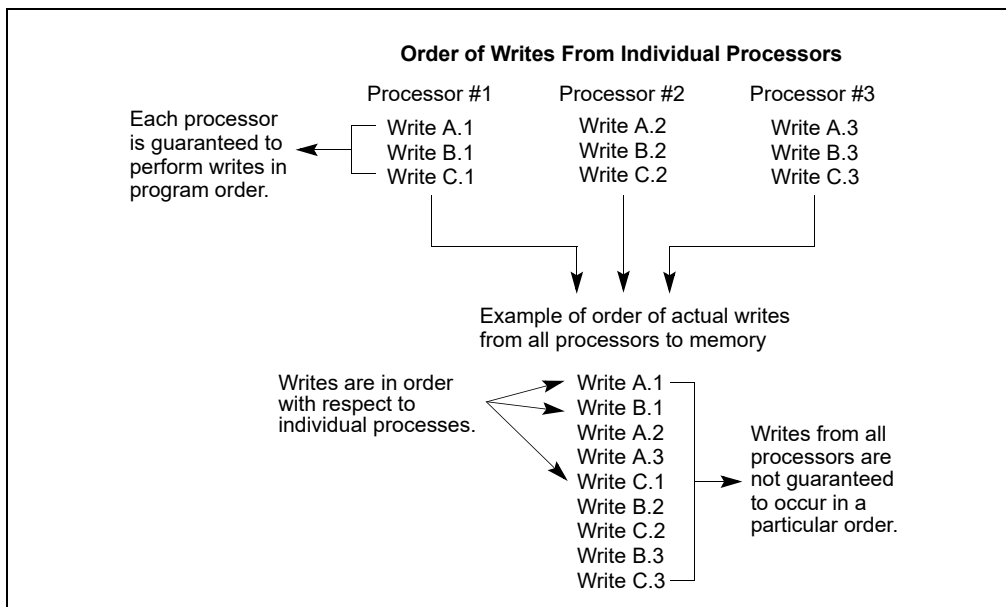 Order of Writes From Individual Processors
Processor #1
Processor #2
Processor #3
Each processor
is guaranteed to
perform writes in
program order.
Write A.1
Write B.1
Write C.1
Write A.2
Write B.2
Write C.2
Write A.3
Write B.3
Write C.3
Example of order of actual writes
from all processors to memory
Writes are in order
with respect to
individual processes.
Write A.1
Write B.1
Write A.2
Write A.3
Write C.1
Write B.2
Write C.2
Write B.3
Write C.3
Writes from all
processors are
not guaranteed
to occur in a
particular order.